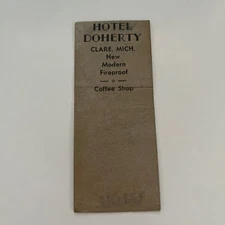 HOTEL
DOHERTY
CLARE, MICH.
New
Modern
Fireproof
Coffee Shop